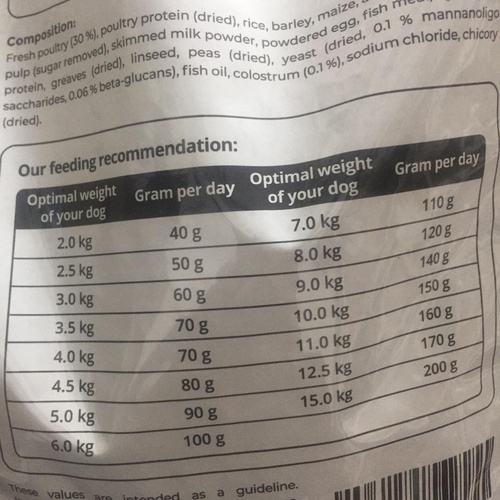 Composition:
Fresh poultry (30 %), poultry protein (dried), rice, barley, maize,
pulp (sugar removed), skimmed milk powder, powdered egg, fish
protein, greaves (dried), linseed, peas (dried), yeast (dried, 0.1 % mannanoligo
saccharides, 0.06 % beta-glucans), fish oil, colostrum (0.1 %), sodium chloride, chicory
(dried).
Our feeding recommendation:
Optimal weight of your dog Gram per day Optimal weight of your dog Gram per day
2.0 kg 40 g 7.0 kg 110 g
2.5 kg 50 g 8.0 kg 120 g
3.0 kg 60 g 9.0 kg 140 g
3.5 kg 70 g 10.0 kg 150 g
4.0 kg 70 g 11.0 kg 160 g
4.5 kg 80 g 12.5 kg 170 g
5.0 kg 90 g 15.0 kg 200 g
6.0 kg 100 g
These values are intended as a guideline.